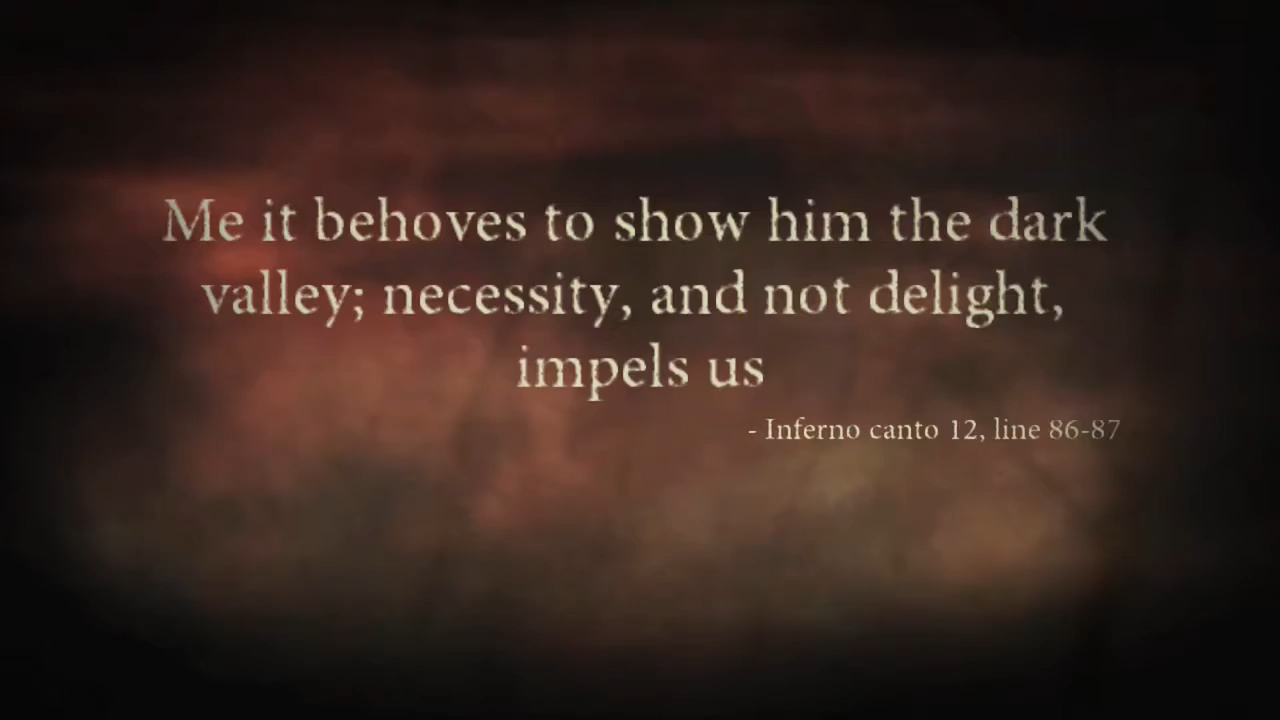 Me it behoves to show him the dark
valley; necessity, and not delight,
impels us
- Inferno canto 12, line 86-87